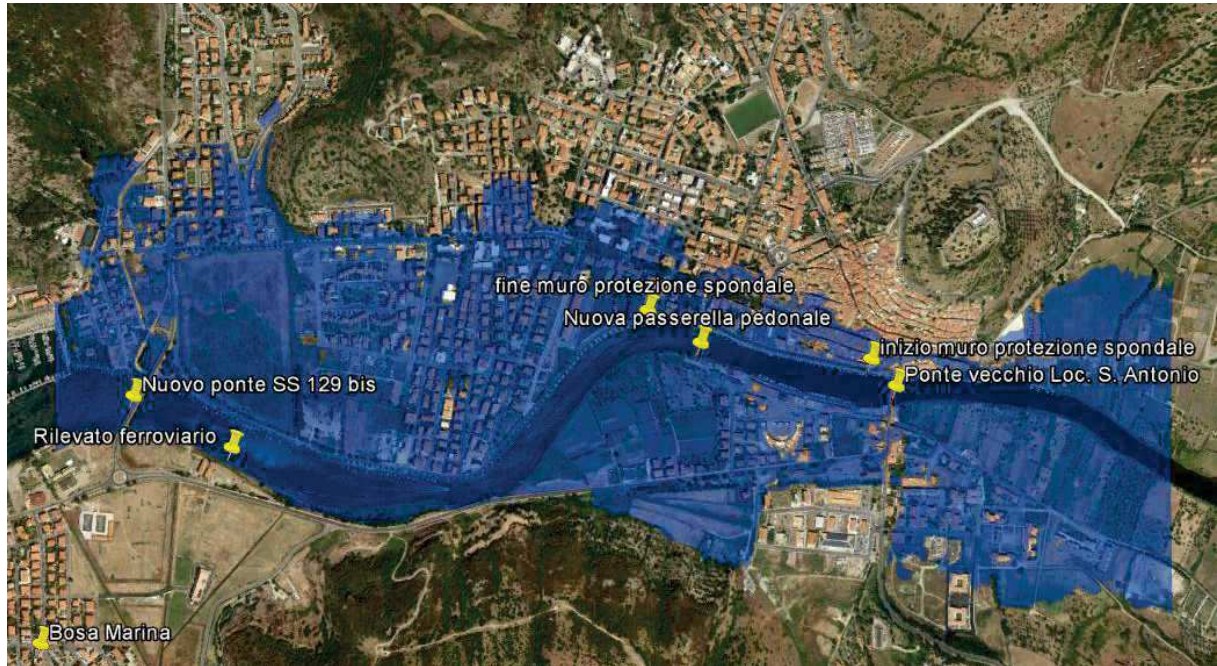 fine muro protezione spondale
Nuova passerella pedonale
inizio muro protezione spondale
Ponte vecchio Loc. S. Antonio
Nuovo ponte SS 129 bis
Rilevato ferroviario
Bosa Marina